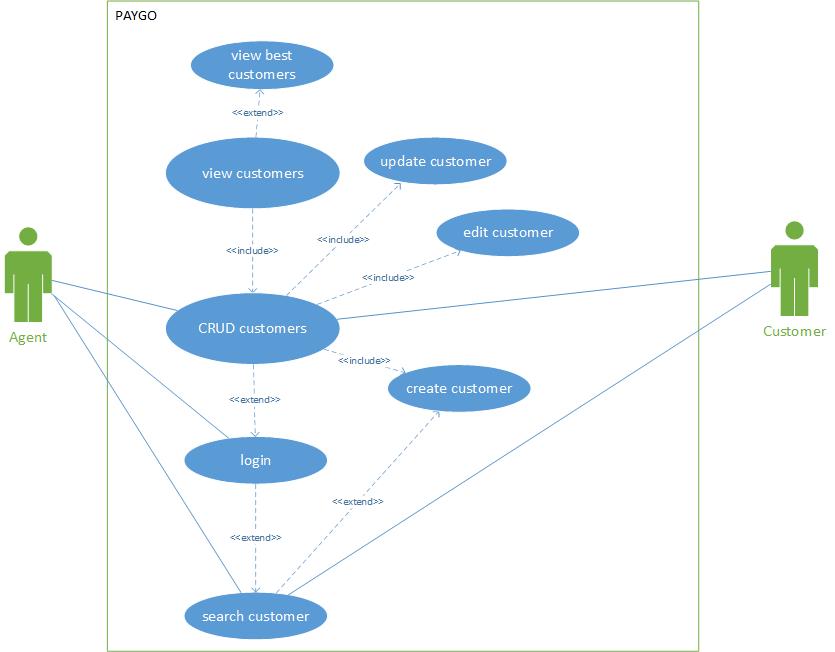 PAYGO
view best
customers
<<extend>>
view customers
update customer
<<include>>
<<include>>
edit customer
<<include>>
CRUD customers
Agent
Customer
<<include>>
<<extend>>
create customer
login
<<extend>>
<<extend>>
search customer